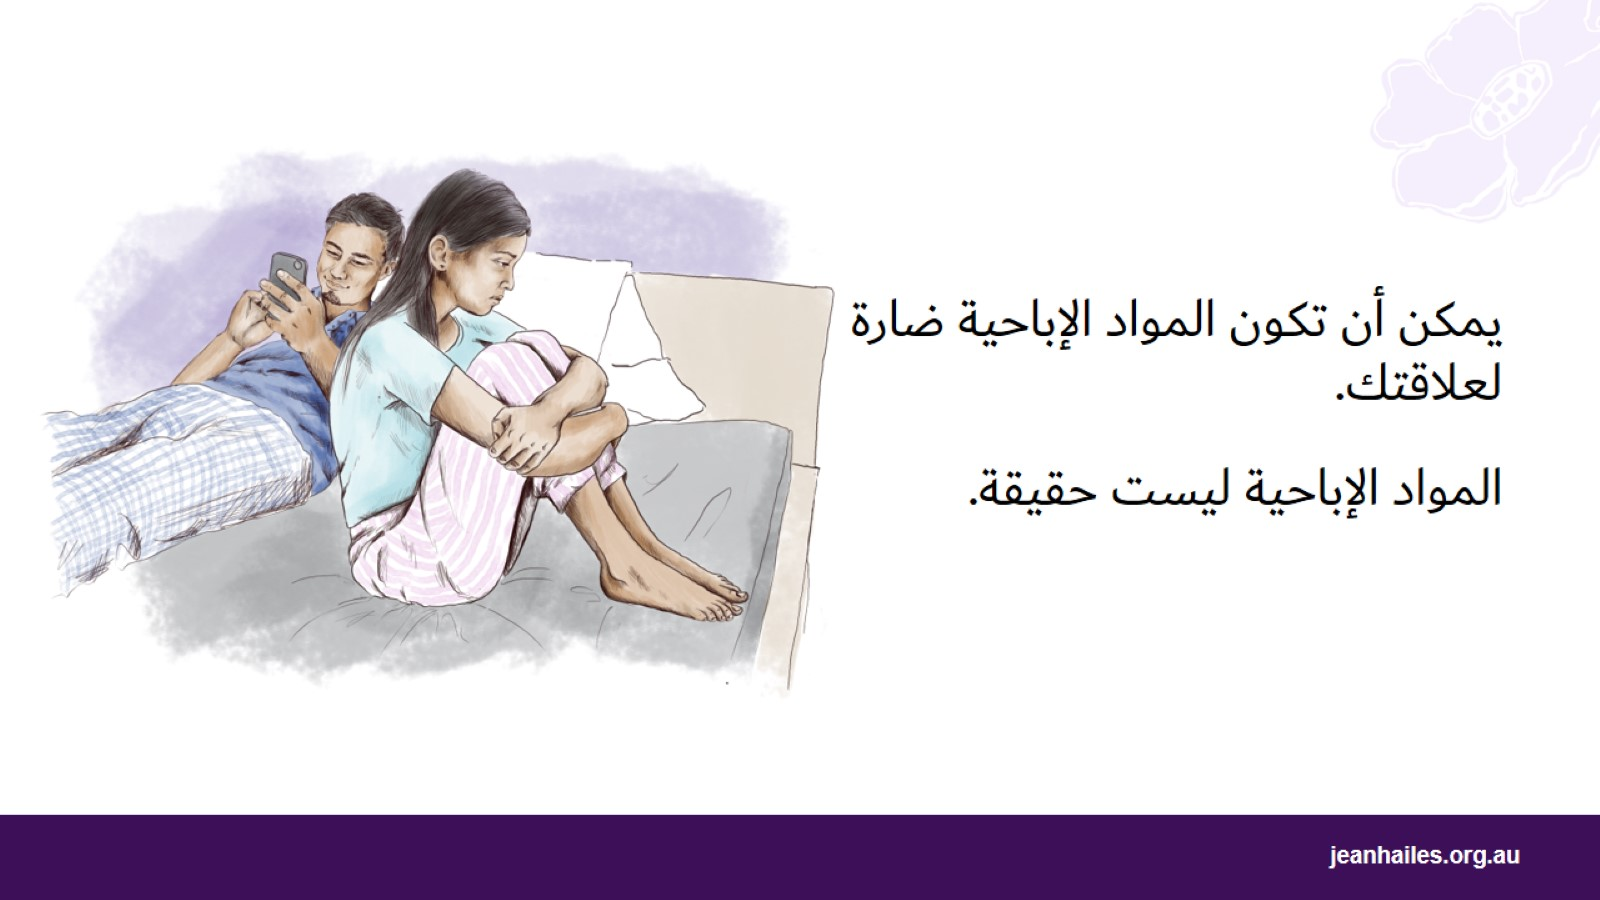 يمكن أن تكون المواد الإباحية ضارة
لعلاقتك.
المواد الإباحية ليست حقيقة.
jeanhailes.org.au